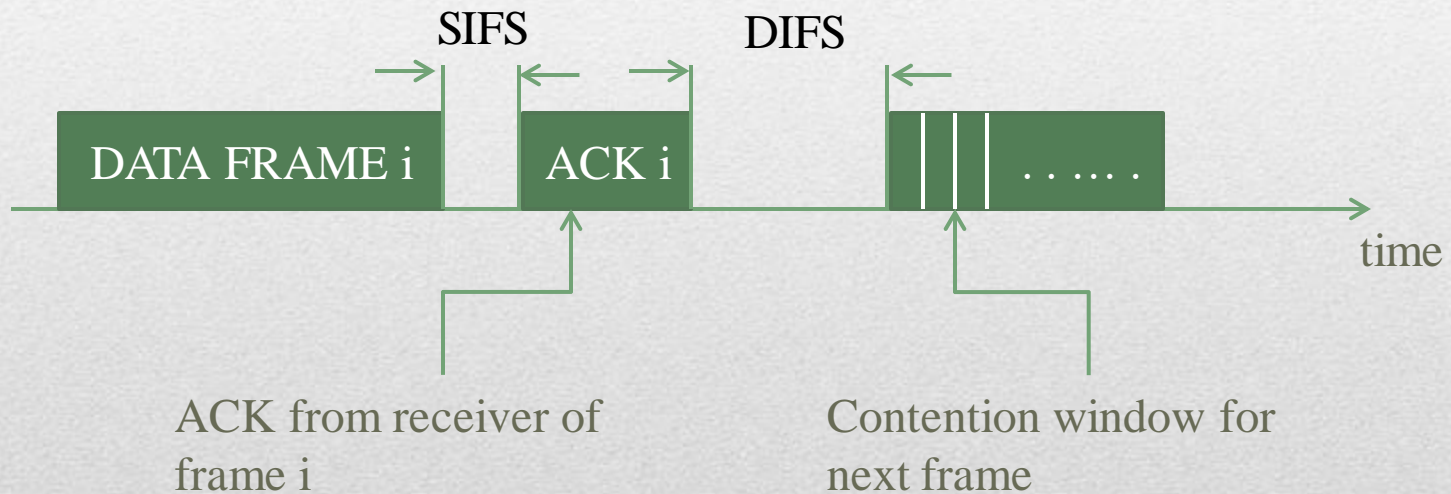 SIFS
DIFS
DATA FRAME i
ACK i
. . ... .
time
ACK from receiver of
frame i
Contention window for
next frame